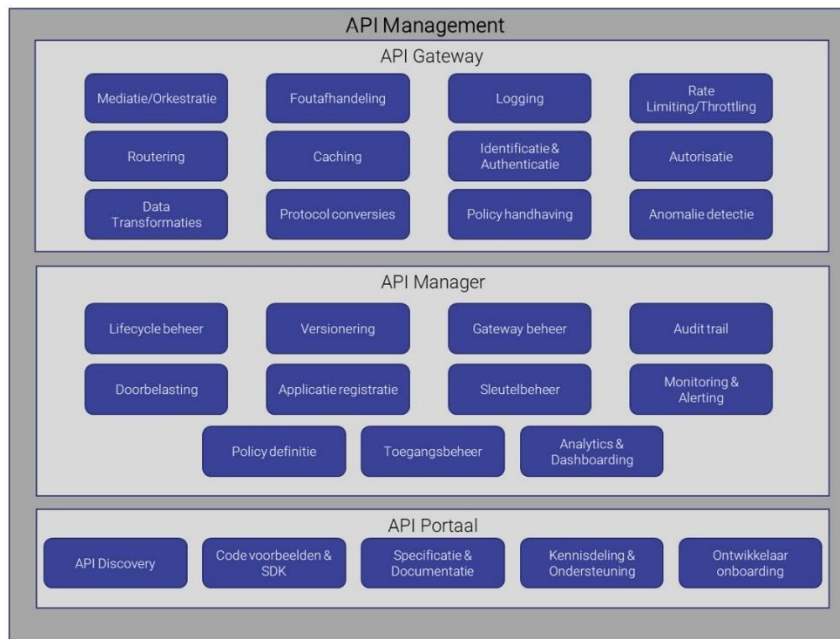 API Management
API Gateway
Mediatie/Orkestratie
Foutafhandeling
Logging
Rate
Limiting/Throttling
Routering
Caching
Identificatie &
Authenticatie
Autorisatie
Data
Transformaties
Protocol conversies
Policy handhaving
Anomalie detectie
API Manager
Lifecycle beheer
Versionering
Gateway beheer
Audit trail
Doorbelasting
Applicatie registratie
Sleutelbeheer
Monitoring &
Alerting
Policy definitie
Toegangsbeheer
Analytics &
Dashboarding
API Portaal
API Discovery
Code voorbeelden &
SDK
Specificatie &
Documentatie
Kennisdeling &
Ondersteuning
Ontwikkelaar
onboarding